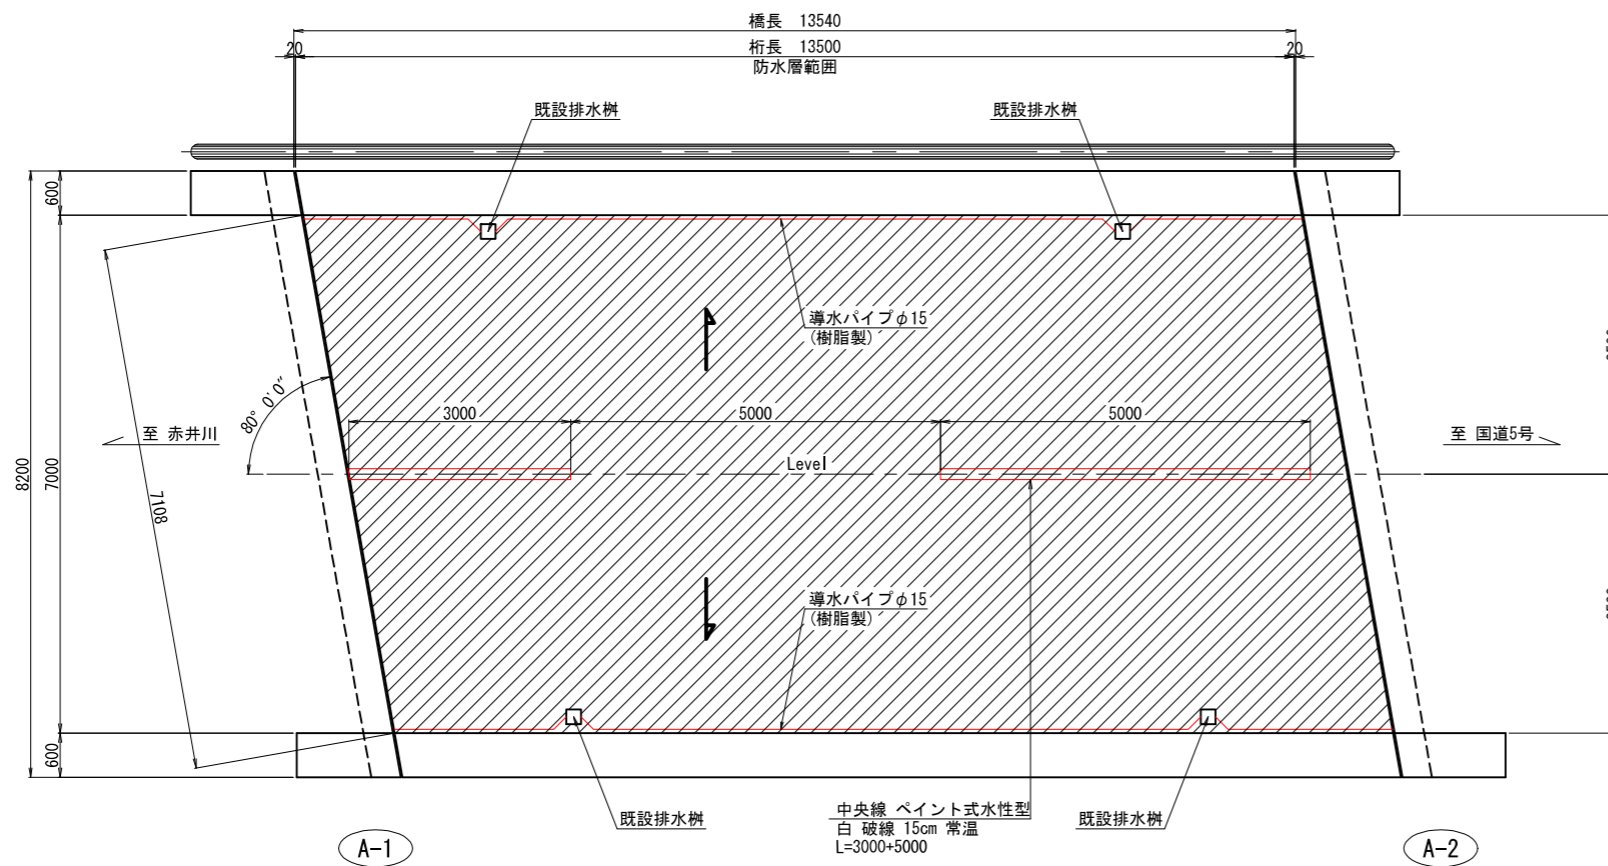 橋長 13540
20
桁長 13500
20
防水層範囲
既設排水桝
既設排水桝
600
導水パイプφ15
(樹脂製)
80° 0'0"
至 赤井川
3000
5000
5000
至 国道5号
Level
8200
7000
7108
導水パイプφ15
(樹脂製)
600
既設排水桝
中央線 ペイント式水性型
白 破線 15cm 常温
L=3000+5000
既設排水桝
A-1
A-2